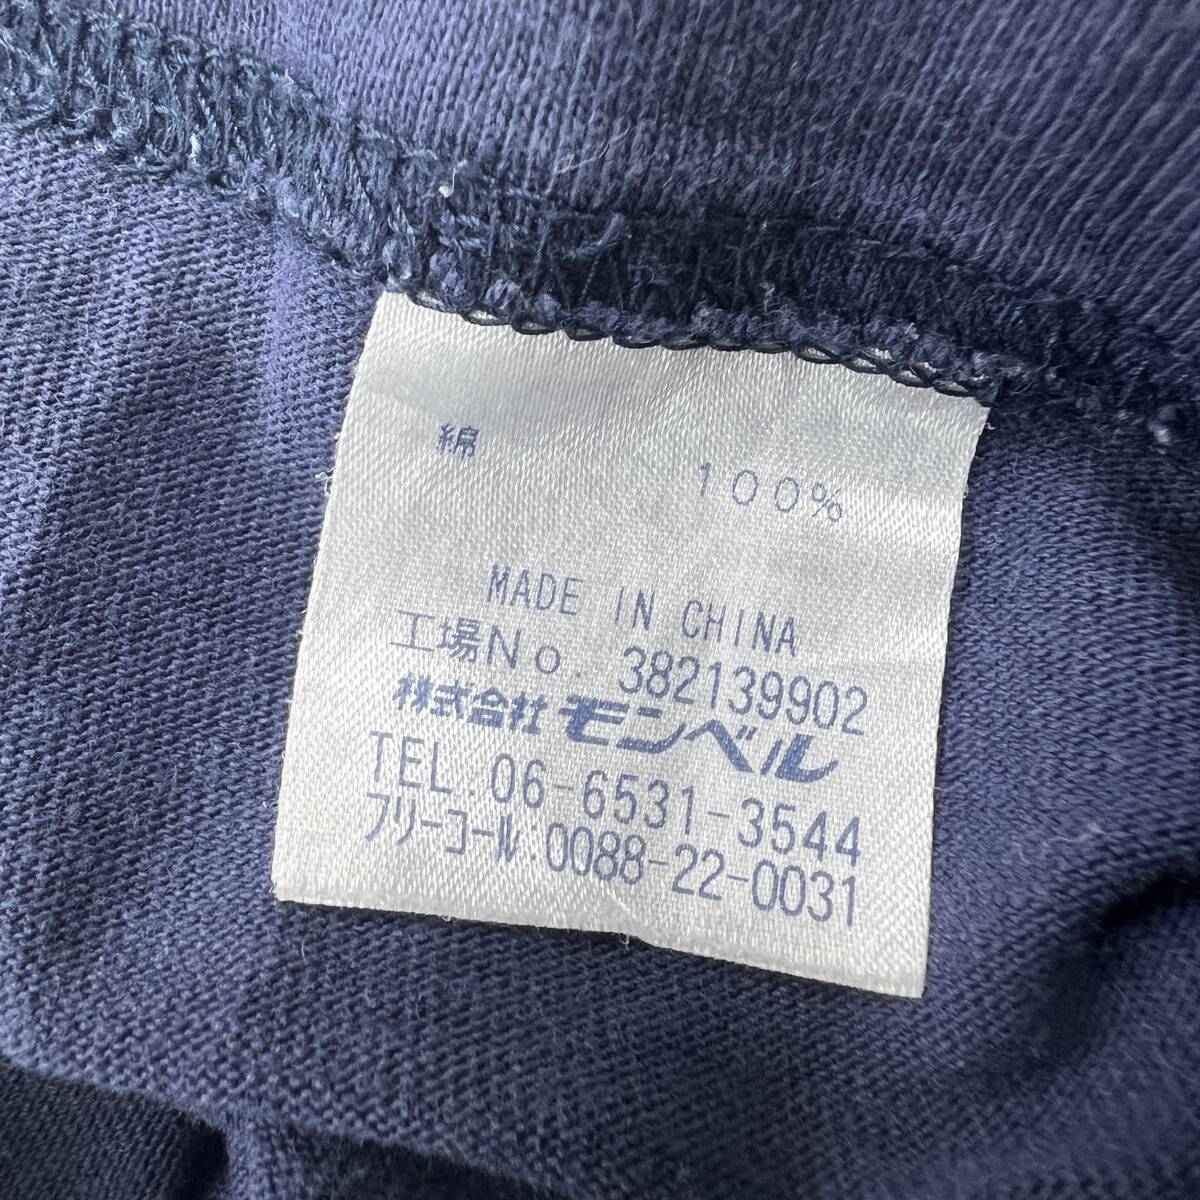 綿 100%
MADE IN CHINA
工場No. 382139902
株式会社モンベル
TEL.06-6531-3544
フリーコール:0088-22-0031